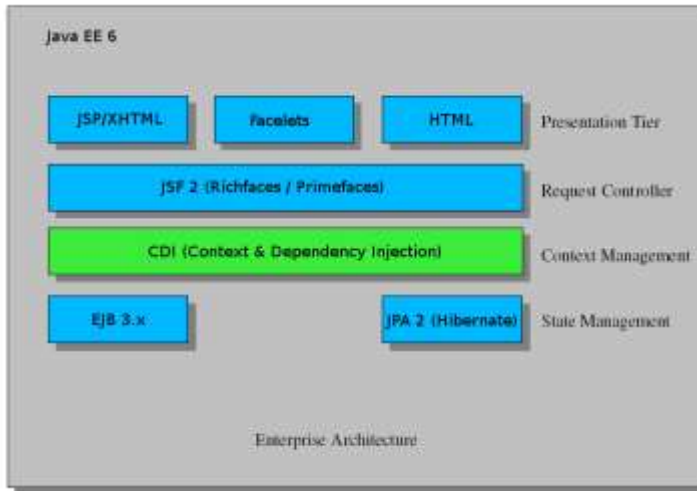 Java EE 6
JSP/XHTML Facelets HTML Presentation Tier
JSF 2 (Richfaces / Primefaces) Request Controller
CDI (Context & Dependency Injection) Context Management
EJB 3.x JPA 2 (Hibernate) State Management
Enterprise Architecture